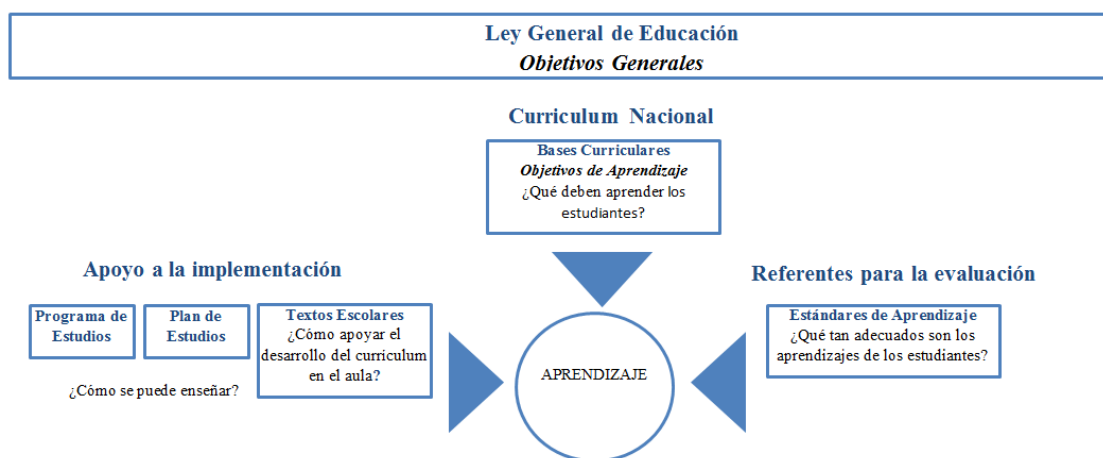 Ley General de Educación
Objetivos Generales
Curriculum Nacional
Bases Curriculares
Objetivos de Aprendizaje
¿Qué deben aprender los
estudiantes?
Apoyo a la implementación
Programa de
Estudios
Plan de
Estudios
Textos Escolares
¿Cómo apoyar el
desarrollo del curriculum
en el aula?
¿Cómo se puede enseñar?
APRENDIZAJE
Referentes para la evaluación
Estándares de Aprendizaje
¿Qué tan adecuados son los
aprendizajes de los estudiantes?